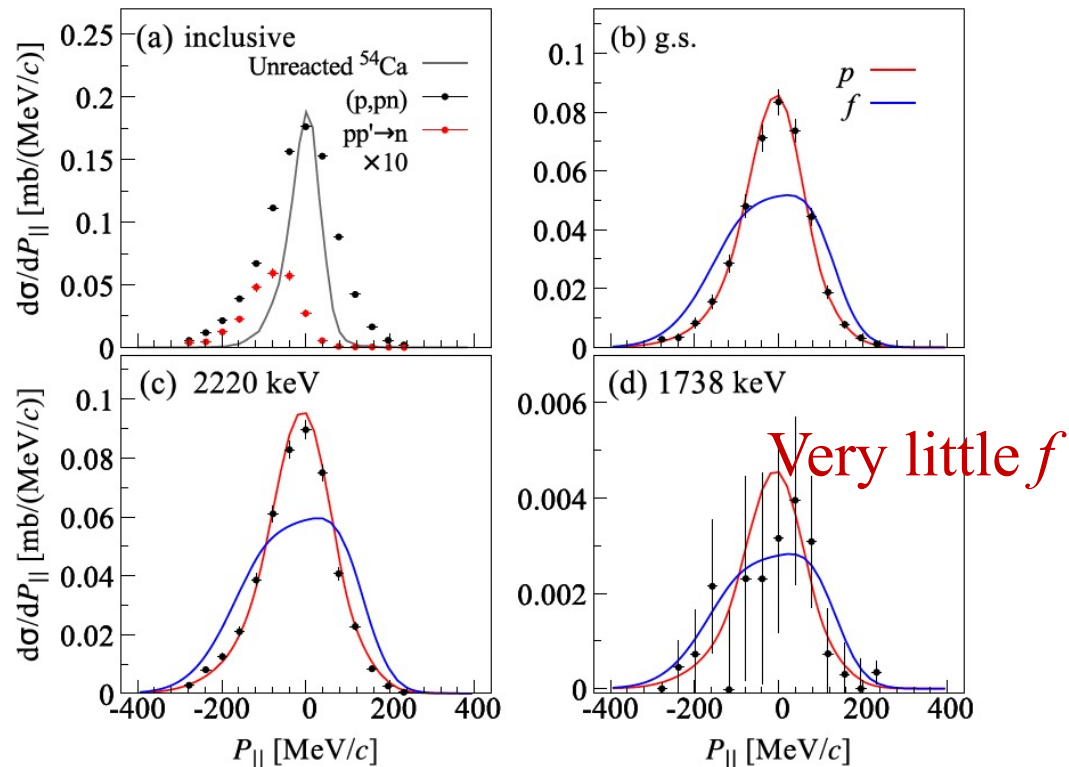 (a) inclusive
Unreacted ⁵⁴Ca
(p,pn)
pp'→n
×10
dσ/dP|| [mb/(MeV/c)]
0.25
0.2
0.15
0.1
0.05
0
(b) g.s.
p
f
0.1
0.08
0.06
0.04
0.02
0
(c) 2220 keV
dσ/dP|| [mb/(MeV/c)]
0.1
0.08
0.06
0.04
0.02
0
-400 -200 0 200 400
P|| [MeV/c]
(d) 1738 keV
Very little f
0.006
0.004
0.002
0
-400 -200 0 200 400
P|| [MeV/c]